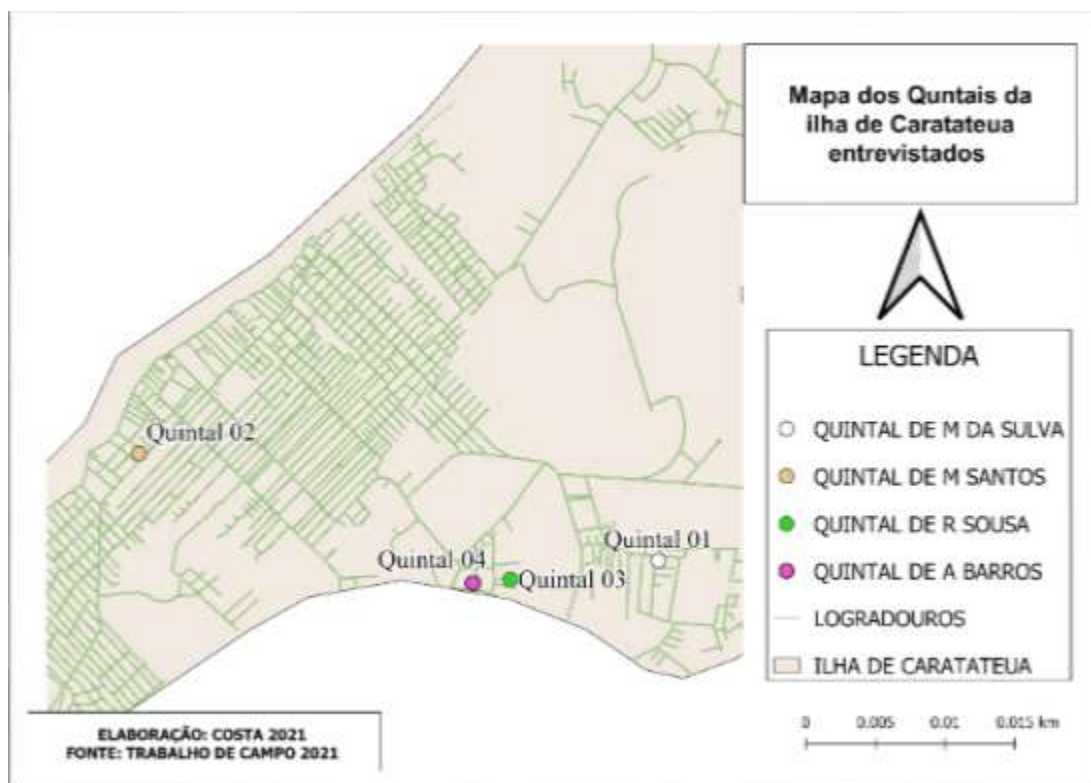 Mapa dos Quntais da
ilha de Caratateua
entrevistados
Quintal 02
Quintal 01
Quintal 04
Quintal 03
LEGENDA
QUINTAL DE M DA SULVA
QUINTAL DE M SANTOS
QUINTAL DE R SOUSA
QUINTAL DE A BARROS
LOGRADOUROS
ILHA DE CARATATEUA
0 0.005 0.01 0.015 km
ELABORAÇÃO: COSTA 2021
FONTE: TRABALHO DE CAMPO 2021